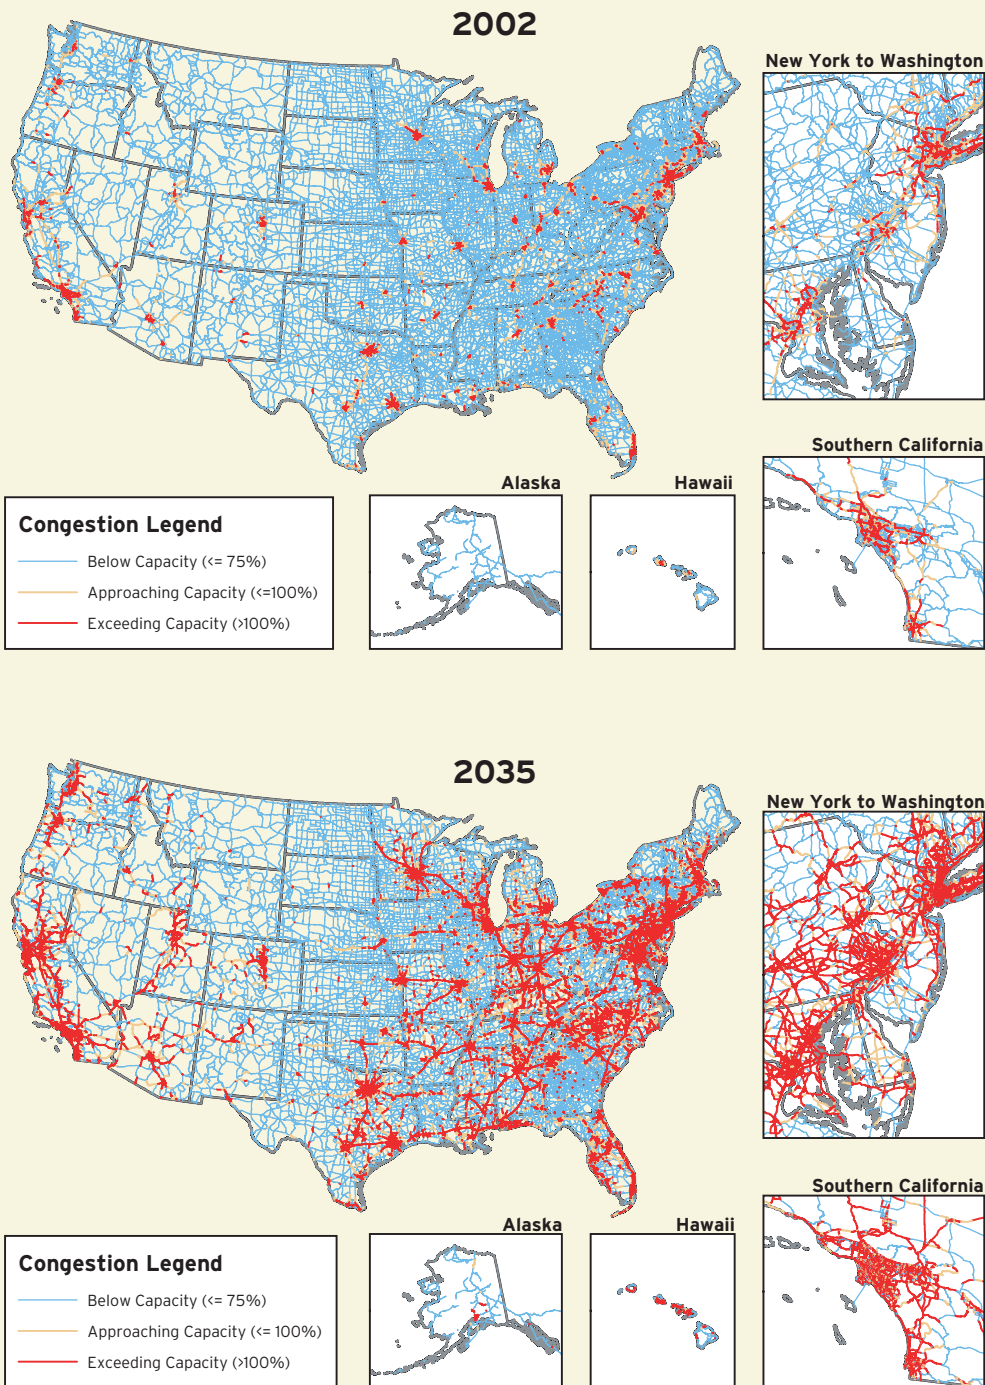 2002
New York to Washington
Southern California
Alaska
Hawaii
Congestion Legend
Below Capacity (<= 75%)
Approaching Capacity (<=100%)
Exceeding Capacity (>100%)
2035
New York to Washington
Southern California
Alaska
Hawaii
Congestion Legend
Below Capacity (<= 75%)
Approaching Capacity (<= 100%)
Exceeding Capacity (>100%)